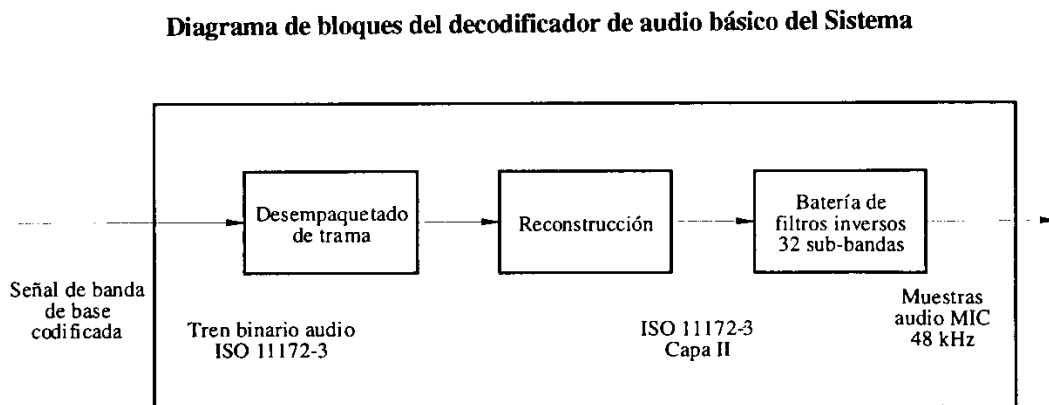 Diagrama de bloques del decodificador de audio básico del Sistema
Desempaquetado
de trama
Reconstrucción
Batería de
filtros inversos
32 sub-bandas
Señal de banda
de base
codificada
Tren binario audio
ISO 11172-3
ISO 11172-3
Capa II
Muestras
audio MIC
48 kHz